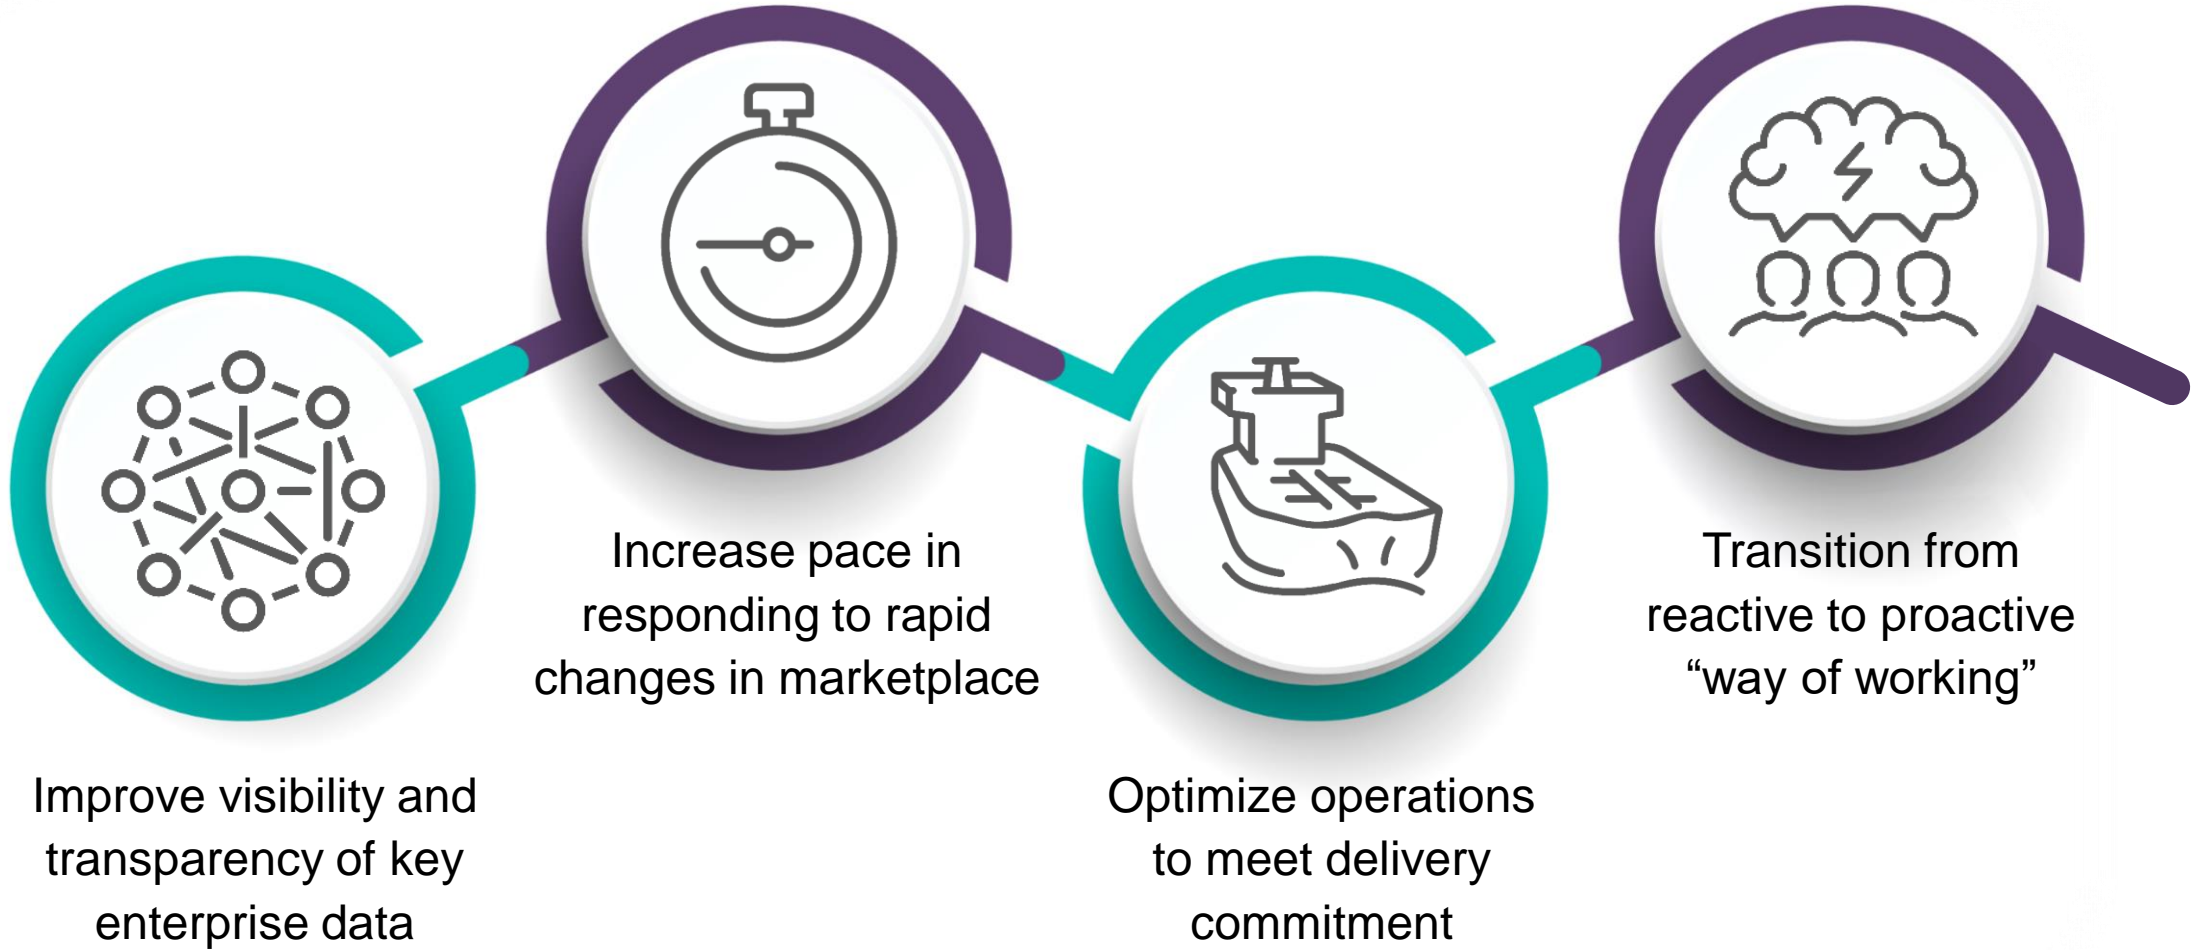 Improve visibility and
transparency of key
enterprise data
Increase pace in
responding to rapid
changes in marketplace
Optimize operations
to meet delivery
commitment
Transition from
reactive to proactive
“way of working”